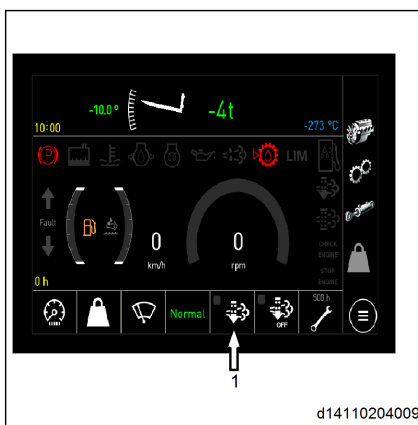 -10.0 °
-4t
10:00
-273 °C
(P)
LIM
Fault
0
km/h
0
rpm
CHECK
ENGINE
STOP
ENGINE
0 h
Normal
OFF
500 h
1
d14110204009